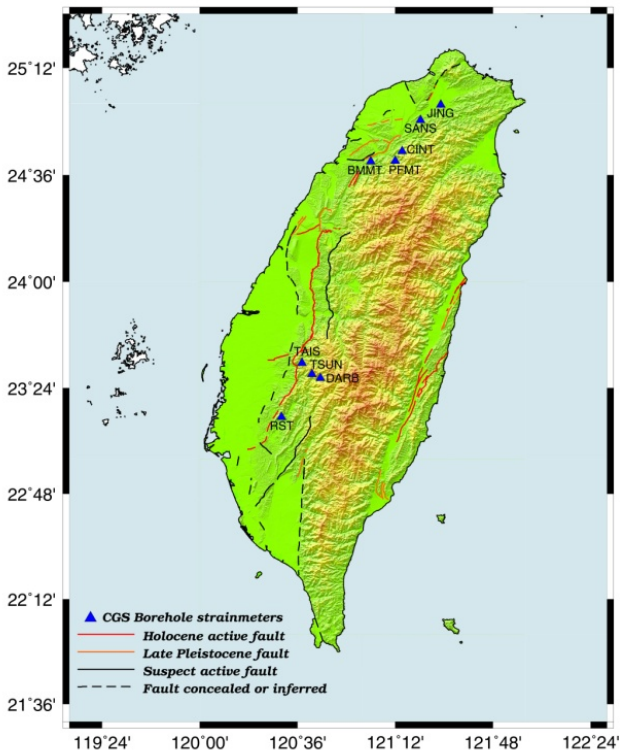 25°12'
24°36'
24°00'
23°24'
22°48'
22°12'
21°36'
JING
SANS
CINT
BMMT PFMT
TAIS
TSUN
DARB
RST
CGS Borehole strainmeters
Holocene active fault
Late Pleistocene fault
Suspect active fault
Fault concealed or inferred
119°24' 120°00' 120°36' 121°12' 121°48' 122°24'